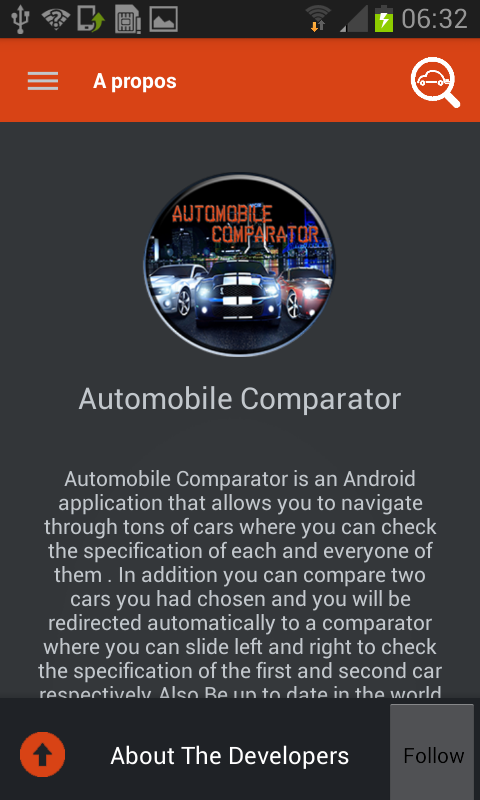 06:32
A propos
AUTOMOBILE
COMPARATOR
Automobile Comparator
Automobile Comparator is an Android
application that allows you to navigate
through tons of cars where you can check
the specification of each and everyone of
them . In addition you can compare two
cars you had chosen and you will be
redirected automatically to a comparator
where you can slide left and right to check
the specification of the first and second car
respectively. Also Be up to date in the world
About The Developers
Follow